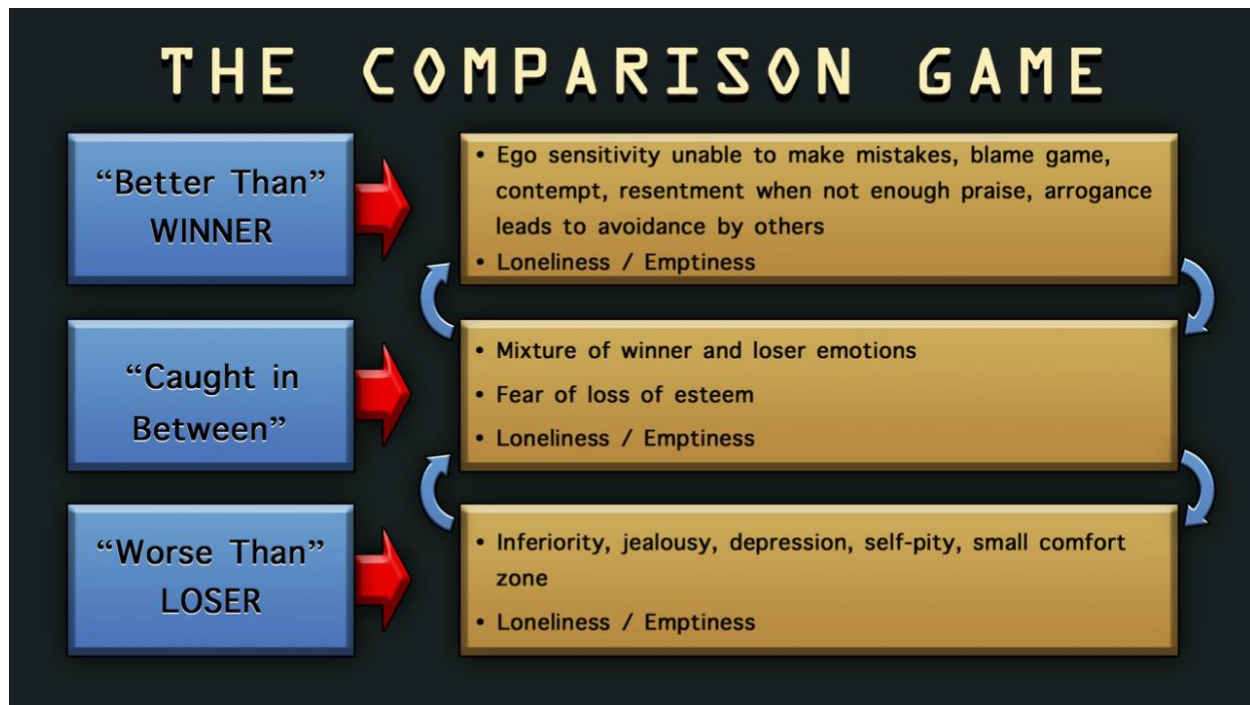 THE COMPARISON GAME
“Better Than”
WINNER
• Ego sensitivity unable to make mistakes, blame game,
contempt, resentment when not enough praise, arrogance
leads to avoidance by others
• Loneliness / Emptiness
“Caught in
Between”
• Mixture of winner and loser emotions
• Fear of loss of esteem
• Loneliness / Emptiness
“Worse Than”
LOSER
• Inferiority, jealousy, depression, self-pity, small comfort
zone
• Loneliness / Emptiness